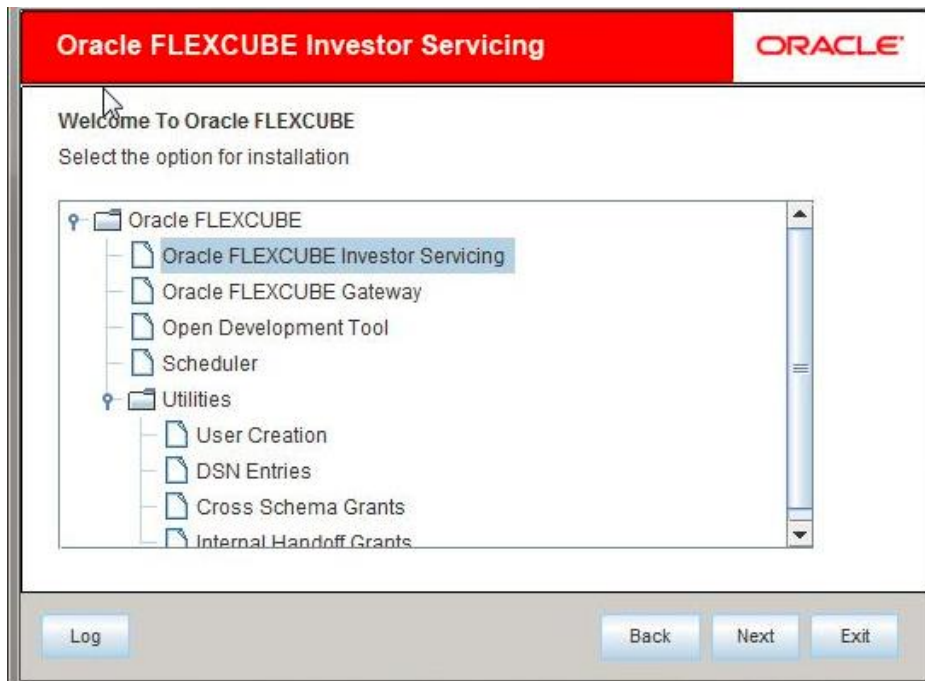 Oracle FLEXCUBE Investor Servicing
ORACLE
Welcome To Oracle FLEXCUBE
Select the option for installation
Oracle FLEXCUBE
Oracle FLEXCUBE Investor Servicing
Oracle FLEXCUBE Gateway
Open Development Tool
Scheduler
Utilities
User Creation
DSN Entries
Cross Schema Grants
Internal Handoff Grants
Log
Back
Next
Exit